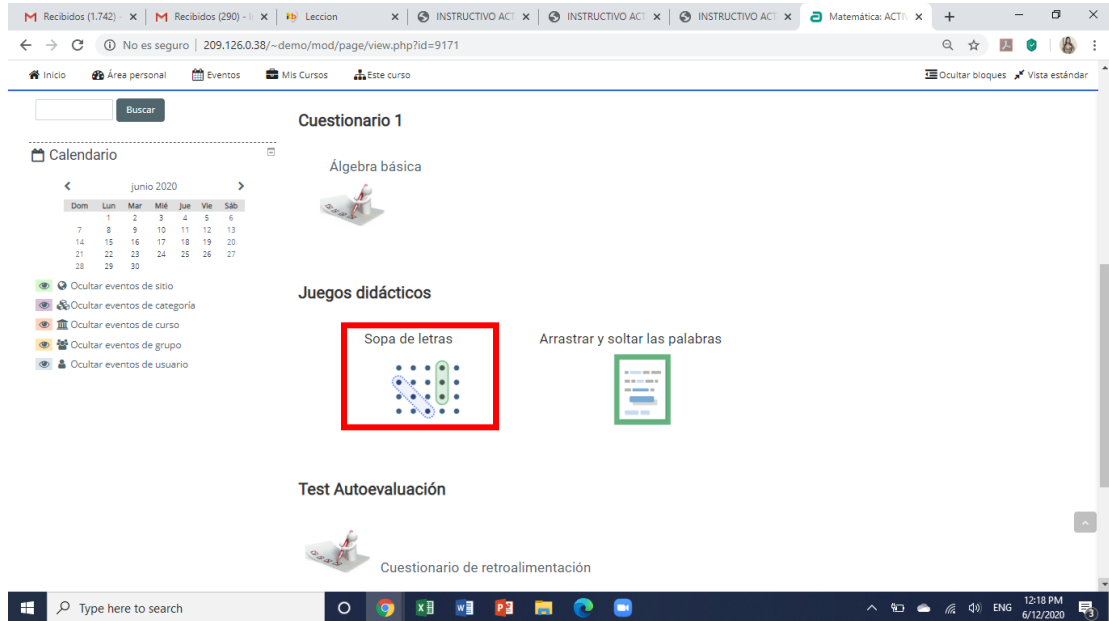 Recibidos (1.742) -
Recibidos (290) - I
Leccion
INSTRUCTIVO ACT
INSTRUCTIVO ACT
INSTRUCTIVO ACT
Matemática: ACTIV
No es seguro | 209.126.0.38/~demo/mod/page/view.php?id=9171
Inicio Área personal Eventos Mis Cursos Este curso Ocultar bloques Vista estándar
Buscar
Calendario
junio 2020
Dom Lun Mar Mié Jue Vie Sáb
1 2 3 4 5 6
7 8 9 10 11 12 13
14 15 16 17 18 19 20
21 22 23 24 25 26 27
28 29 30
Ocultar eventos de sitio
Ocultar eventos de categoría
Ocultar eventos de curso
Ocultar eventos de grupo
Ocultar eventos de usuario
Cuestionario 1
Álgebra básica
Juegos didácticos
Sopa de letras
Arrastrar y soltar las palabras
Test Autoevaluación
Cuestionario de retroalimentación
Type here to search
ENG
12:18 PM
6/12/2020
3